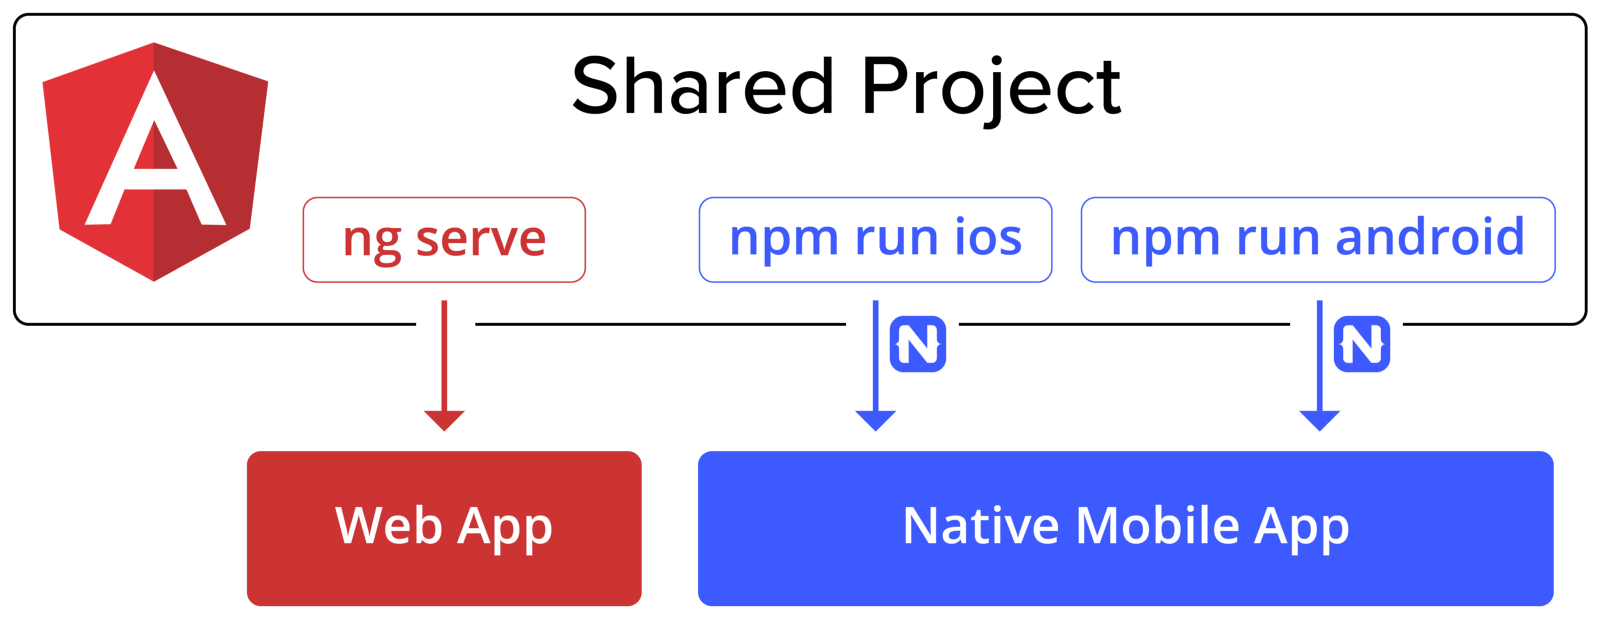 Shared Project
ng serve
npm run ios
npm run android
N
N
Web App
Native Mobile App